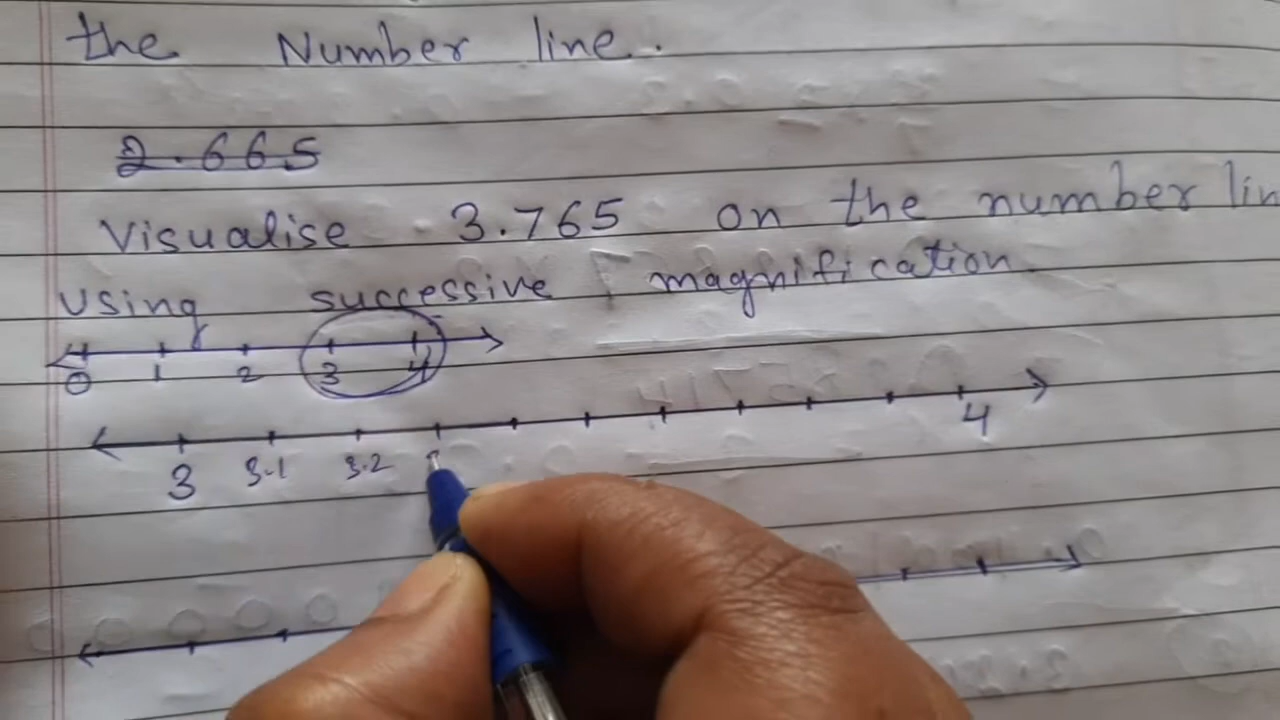 the Number line.
2.665
Visualise 3.765 on the number lin
using successive magnification
0 1 2 3 4
4
3 3.1 3.2